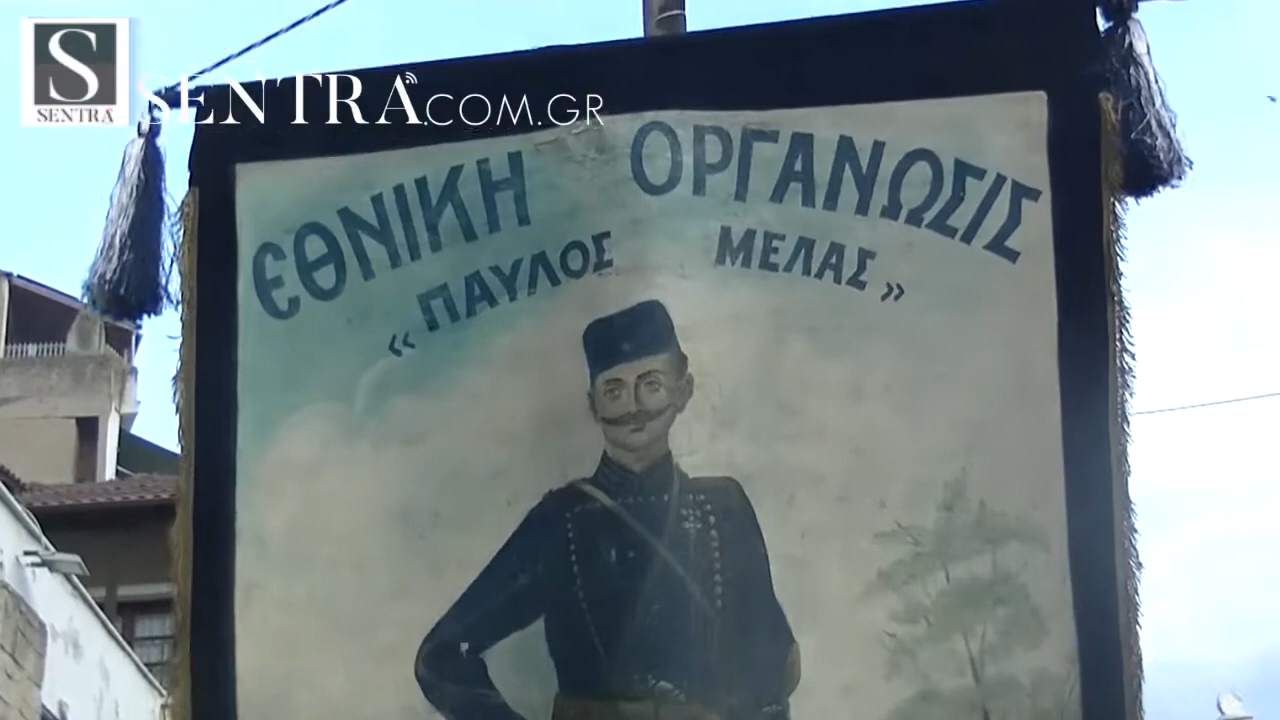 S
SENTRA
SENTRA.COM.GR
ΕΘΝΙΚΗ ΟΡΓΑΝΩΣΙΣ
« ΠΑΥΛΟΣ ΜΕΛΑΣ »